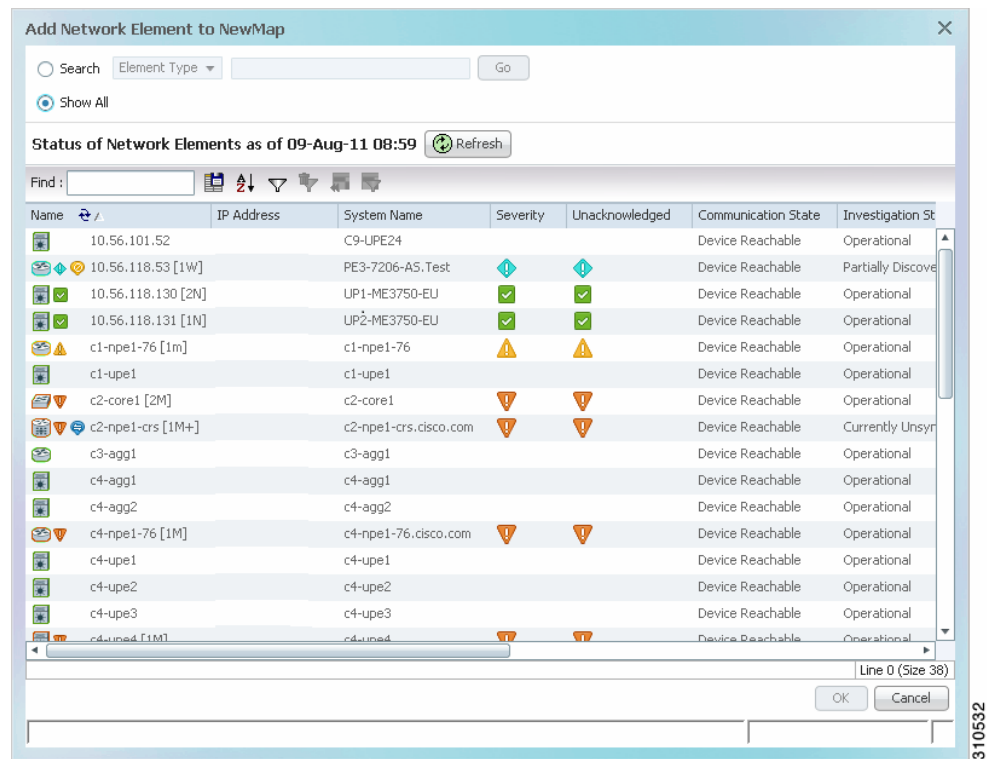 Add Network Element to NewMap
Search Element Type Go
Show All
Status of Network Elements as of 09-Aug-11 08:59 Refresh
Find :
Name IP Address System Name Severity Unacknowledged Communication State Investigation St
10.56.101.52 C9-UPE24 Device Reachable Operational
10.56.118.53 [1W] PE3-7206-AS.Test Device Reachable Partially Discove
10.56.118.130 [2N] UP1-ME3750-EU Device Reachable Operational
10.56.118.131 [1N] UP2-ME3750-EU Device Reachable Operational
c1-npe1-76 [1m] c1-npe1-76 Device Reachable Operational
c1-upe1 c1-upe1 Device Reachable Operational
c2-core1 [2M] c2-core1 Device Reachable Operational
c2-npe1-crs [1M+] c2-npe1-crs.cisco.com Device Reachable Currently Unsyr
c3-agg1 c3-agg1 Device Reachable Operational
c4-agg1 c4-agg1 Device Reachable Operational
c4-agg2 c4-agg2 Device Reachable Operational
c4-npe1-76 [1M] c4-npe1-76.cisco.com Device Reachable Operational
c4-upe1 c4-upe1 Device Reachable Operational
c4-upe2 c4-upe2 Device Reachable Operational
c4-upe3 c4-upe3 Device Reachable Operational
c4-upe4 [1M] c4-upe4 Device Reachable Operational
Line 0 (Size 38)
OK Cancel
310532